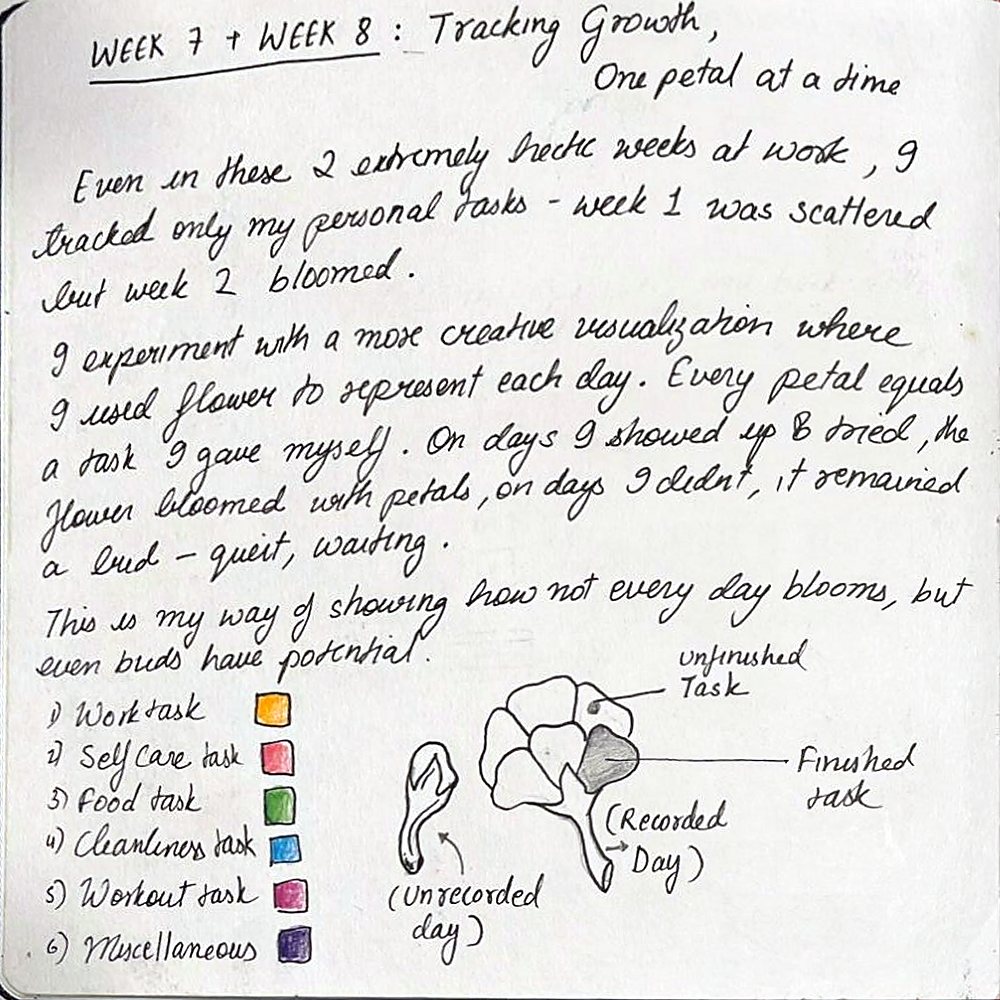 WEEK 7 + WEEK 8 : Tracking Growth,
One petal at a time
Even in these 2 extremely hectic weeks at work, I
tracked only my personal tasks - week 1 was scattered
but week 2 bloomed.
I experiment with a more creative visualization where
I used flower to represent each day. Every petal equals
a task I gave myself. On days I showed up & tried, the
flower bloomed with petals, on days I didnt, it remained
a bud - queit, waiting.
This is my way of showing how not every day blooms, but
even buds have potential.
1) Work task
2) Self Care task
3) Food task
4) Cleanliness task
5) Workout task
6) Miscellaneous
Unfinished
Task
Finished
task
(Recorded
Day)
(Unrecorded
day)